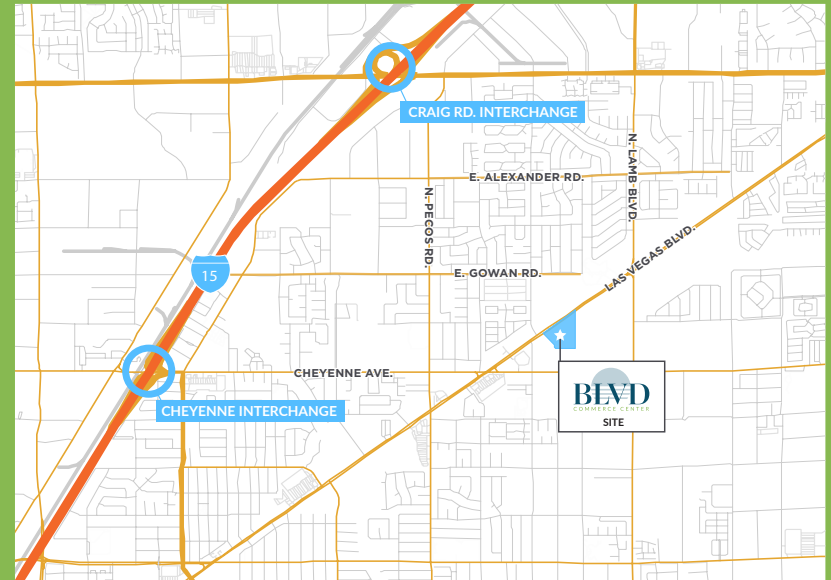 CRAIG RD. INTERCHANGE
E. ALEXANDER RD.
N. LAMB BLVD.
N. PECOS RD.
LAS VEGAS BLVD.
E. GOWAN RD.
15
CHEYENNE AVE.
CHEYENNE INTERCHANGE
BLVD
COMMERCE CENTER
SITE